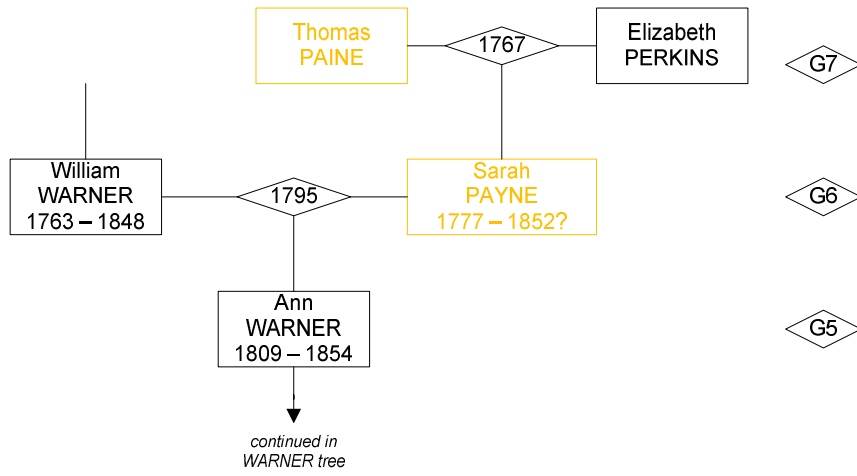 Thomas
PAINE
1767
Elizabeth
PERKINS
G7
William
WARNER
1763 – 1848
1795
Sarah
PAYNE
1777 – 1852?
G6
Ann
WARNER
1809 – 1854
G5
continued in
WARNER tree